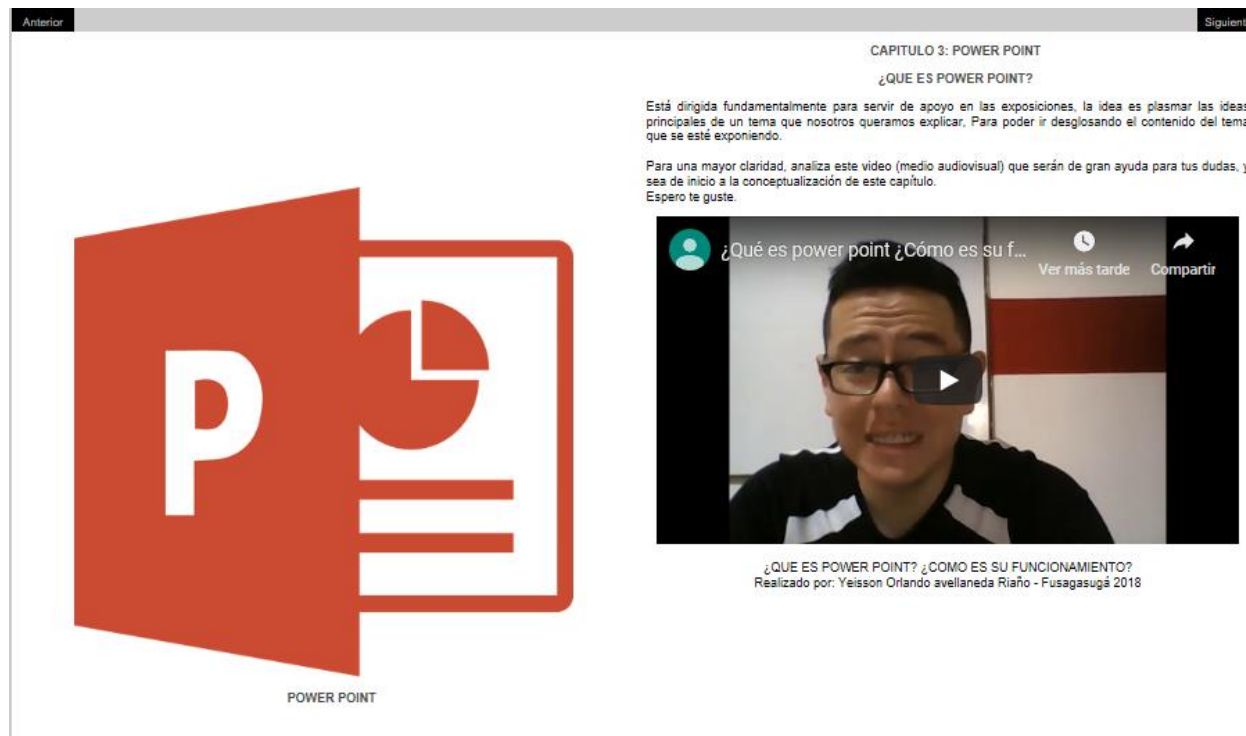 Anterior
Siguient
P
POWER POINT
CAPITULO 3: POWER POINT
¿QUE ES POWER POINT?
Está dirigida fundamentalmente para servir de apoyo en las exposiciones, la idea es plasmar las ideas
principales de un tema que nosotros queramos explicar, Para poder ir desglosando el contenido del tema
que se esté exponiendo.
Para una mayor claridad, analiza este video (medio audiovisual) que serán de gran ayuda para tus dudas, y
sea de inicio a la conceptualización de este capítulo.
Espero te guste.
¿Qué es power point ¿Cómo es su f...
Ver más tarde
Compartir
¿QUE ES POWER POINT? ¿COMO ES SU FUNCIONAMIENTO?
Realizado por: Yeisson Orlando avellaneda Riaño - Fusagasugá 2018